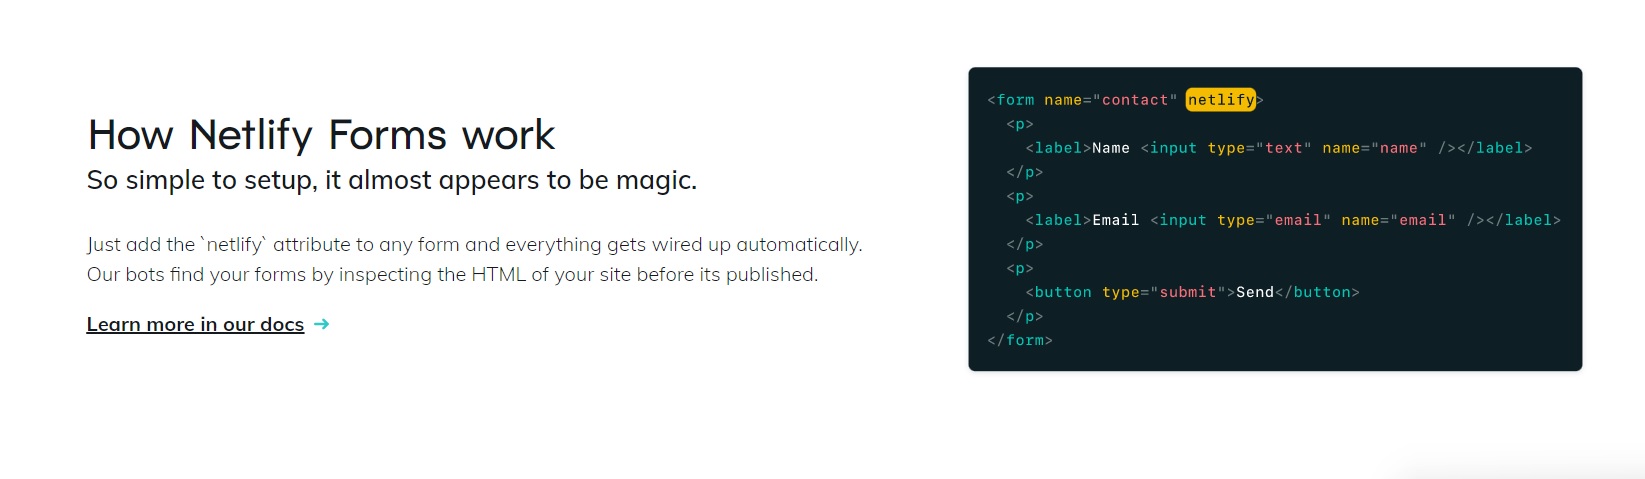 How Netlify Forms work
So simple to setup, it almost appears to be magic.
Just add the `netlify` attribute to any form and everything gets wired up automatically.
Our bots find your forms by inspecting the HTML of your site before its published.
Learn more in our docs →
<form name="contact" netlify>
  <p>
    <label>Name <input type="text" name="name" /></label>
  </p>
  <p>
    <label>Email <input type="email" name="email" /></label>
  </p>
  <p>
    <button type="submit">Send</button>
  </p>
</form>